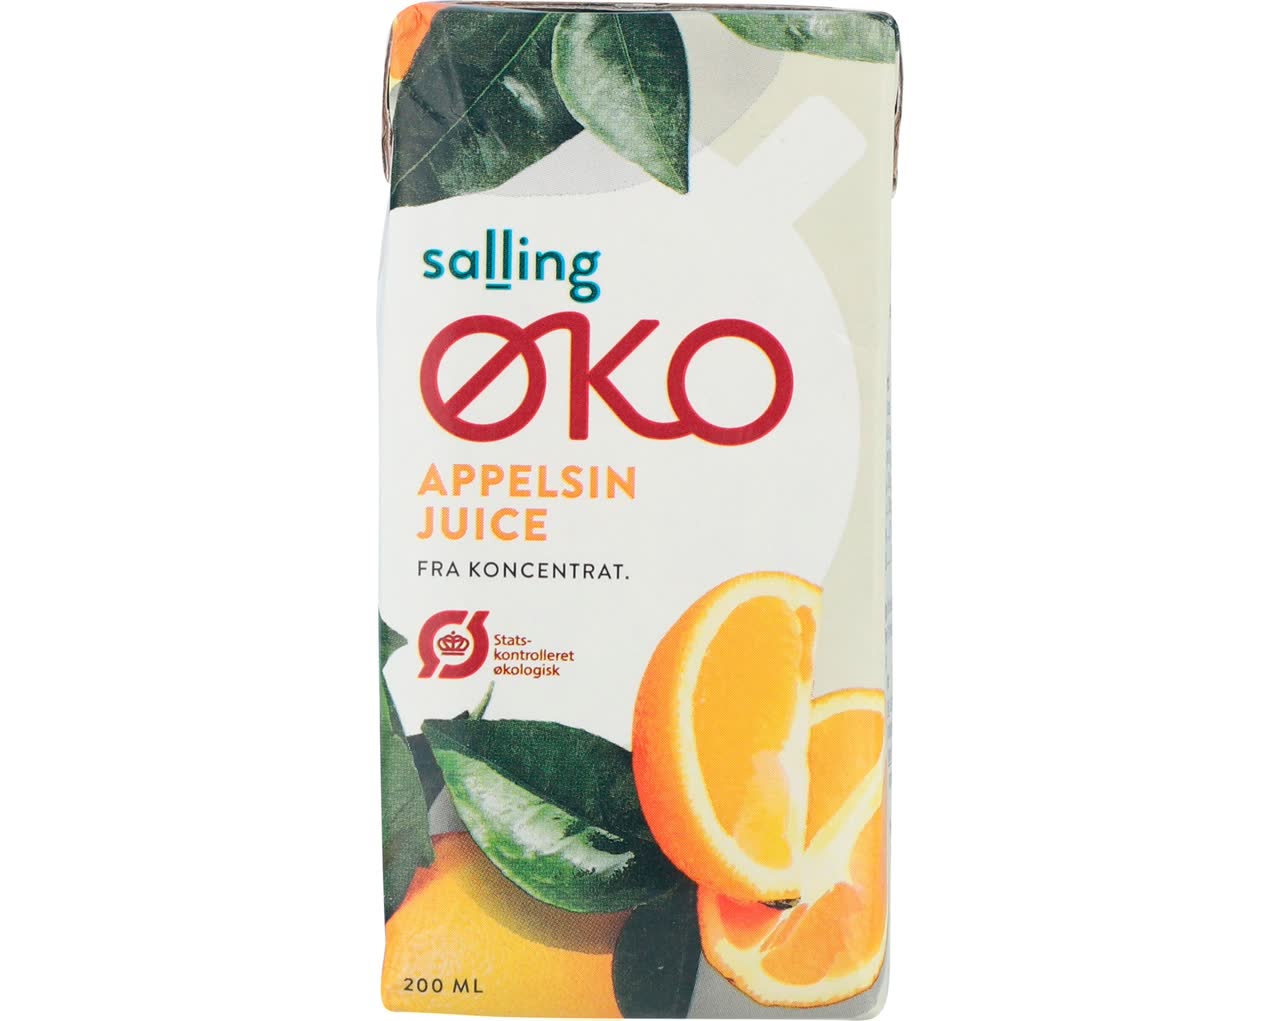 salling
ØKO
APPELSIN
JUICE
FRA KONCENTRAT.
Stats-
kontrolleret
økologisk
200 ML